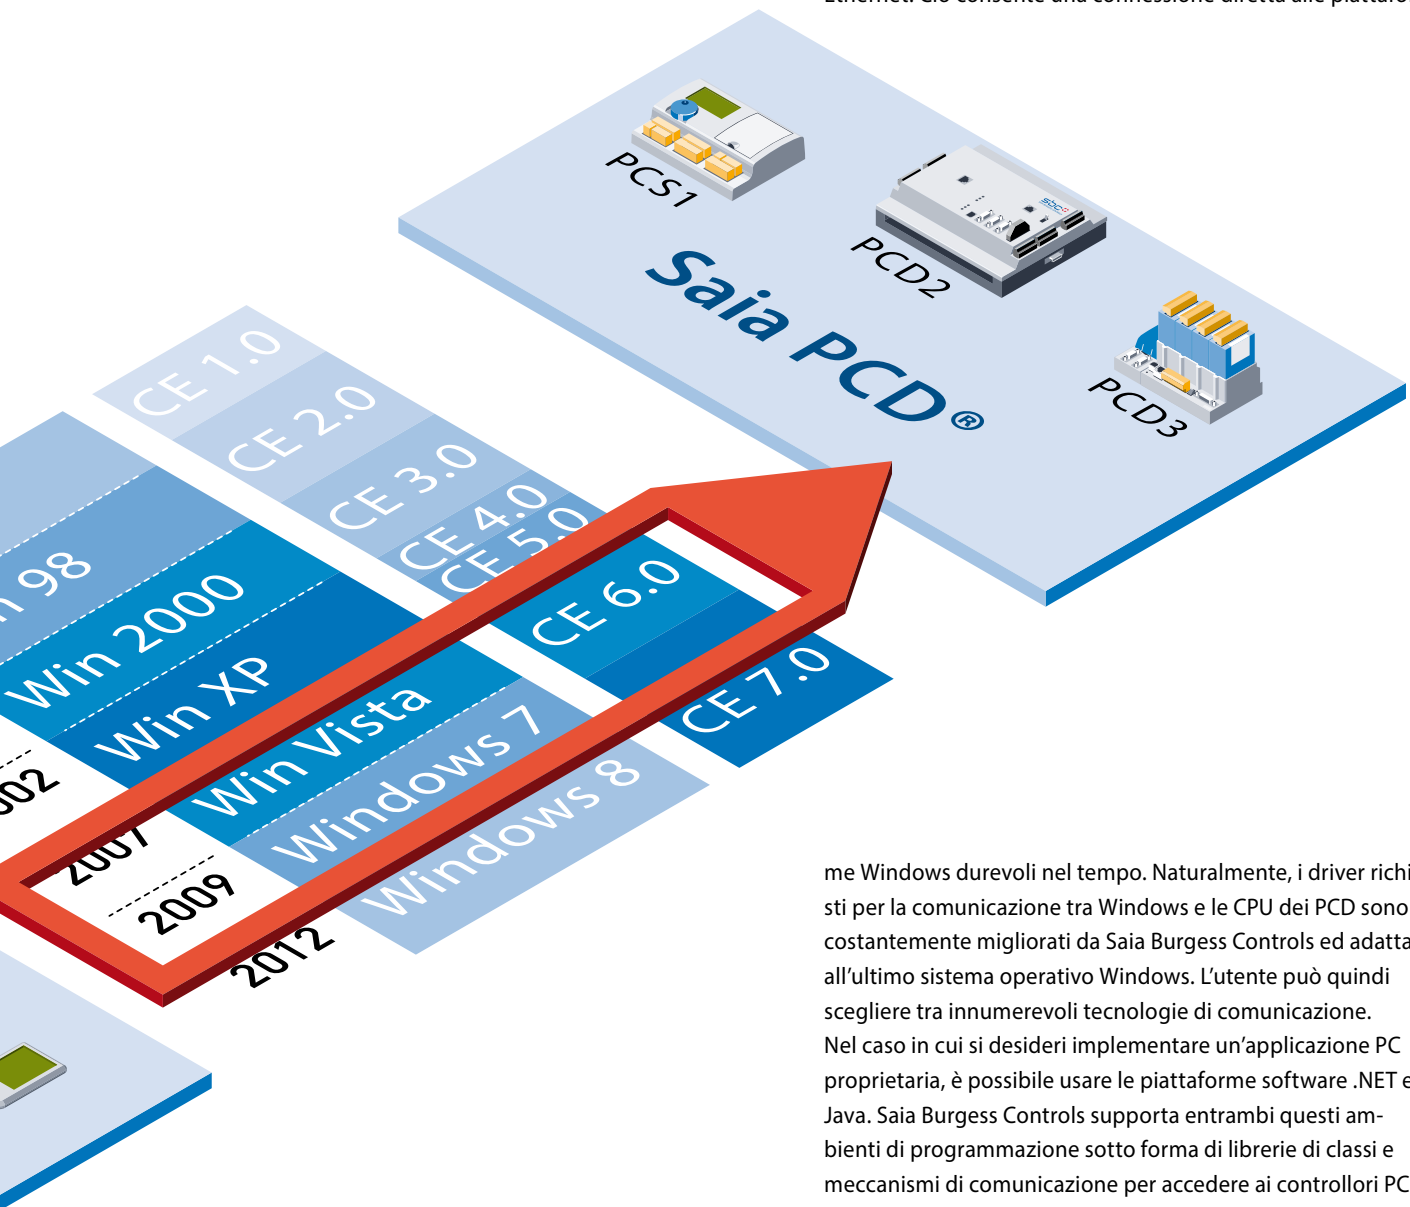 PCS1
PCD2
PCD3
Saia PCD®
CE 1.0
CE 2.0
CE 3.0
CE 4.0
CE 5.0
CE 6.0
CE 7.0
98
Win 2000
Win XP
Win Vista
Windows 7
Windows 8
2007
2009
2012
me Windows durevoli nel tempo. Naturalmente, i driver richi
sti per la comunicazione tra Windows e le CPU dei PCD sono
costantemente migliorati da Saia Burgess Controls ed adatta
all’ultimo sistema operativo Windows. L’utente può quindi
scegliere tra innumerevoli tecnologie di comunicazione.
Nel caso in cui si desideri implementare un’applicazione PC
proprietaria, è possibile usare le piattaforme software .NET e
Java. Saia Burgess Controls supporta entrambi questi am-
bienti di programmazione sotto forma di librerie di classi e
meccanismi di comunicazione per accedere ai controllori PC